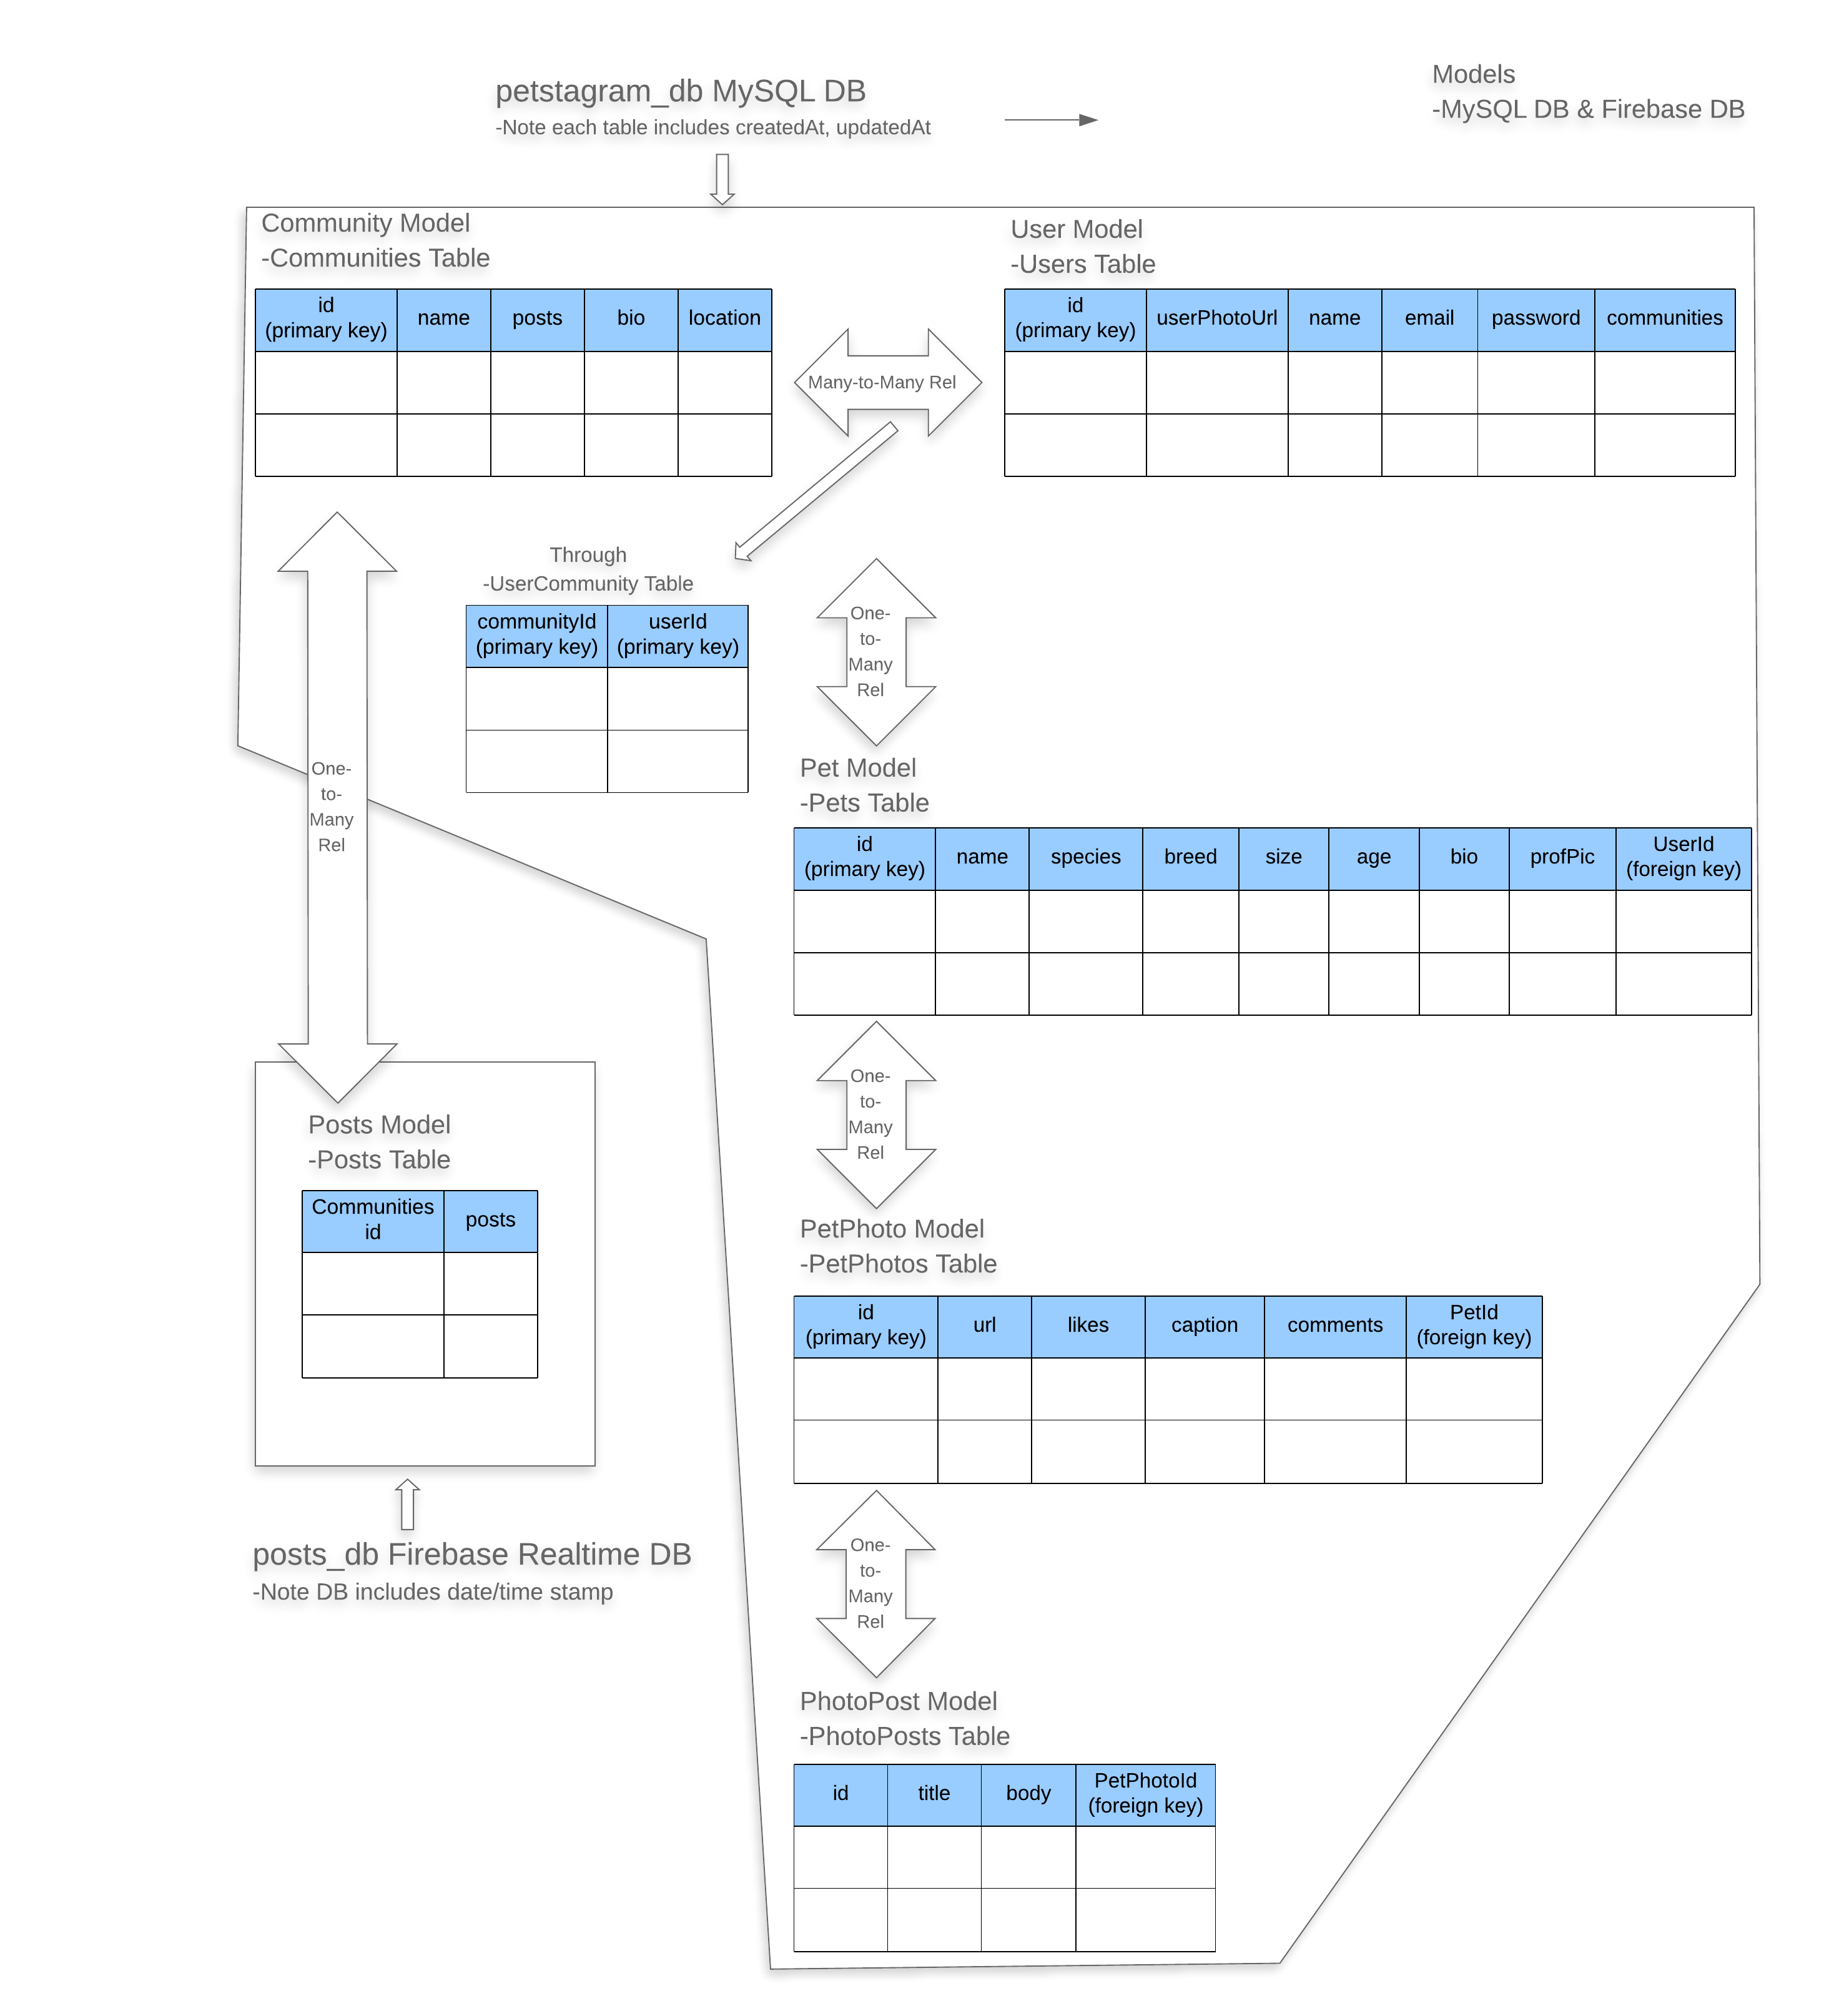 petstagram_db MySQL DB
-Note each table includes createdAt, updatedAt
Models
-MySQL DB & Firebase DB
Community Model
-Communities Table
id
(primary key)
name
posts
bio
location
Many-to-Many Rel
User Model
-Users Table
id
(primary key)
userPhotoUrl
name
email
password
communities
Through
-UserCommunity Table
communityId
(primary key)
userId
(primary key)
One-
to-
Many
Rel
One-
to-
Many
Rel
Pet Model
-Pets Table
id
(primary key)
name
species
breed
size
age
bio
profPic
UserId
(foreign key)
One-
to-
Many
Rel
Posts Model
-Posts Table
Communities
id
posts
posts_db Firebase Realtime DB
-Note DB includes date/time stamp
PetPhoto Model
-PetPhotos Table
id
(primary key)
url
likes
caption
comments
PetId
(foreign key)
One-
to-
Many
Rel
PhotoPost Model
-PhotoPosts Table
id
title
body
PetPhotoId
(foreign key)